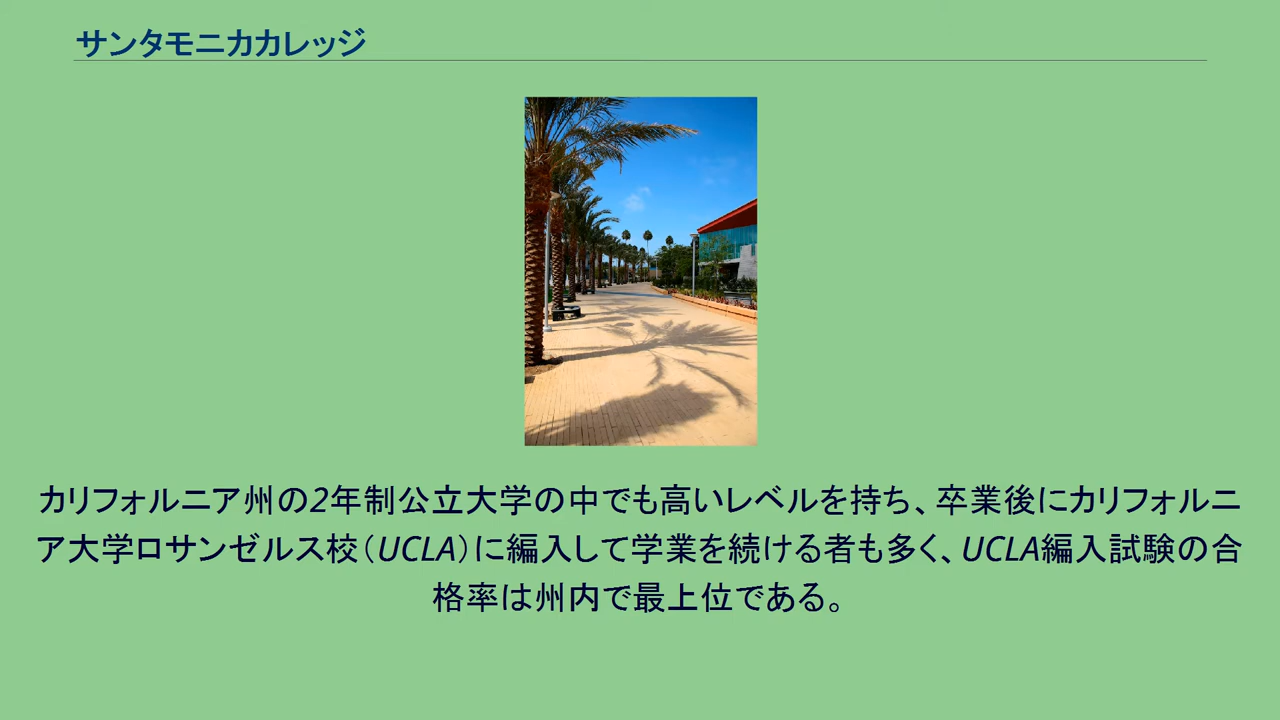 サンタモニカカレッジ
カリフォルニア州の2年制公立大学の中でも高いレベルを持ち、卒業後にカリフォルニ
ア大学ロサンゼルス校（UCLA）に編入して学業を続ける者も多く、UCLA編入試験の合
格率は州内で最上位である。